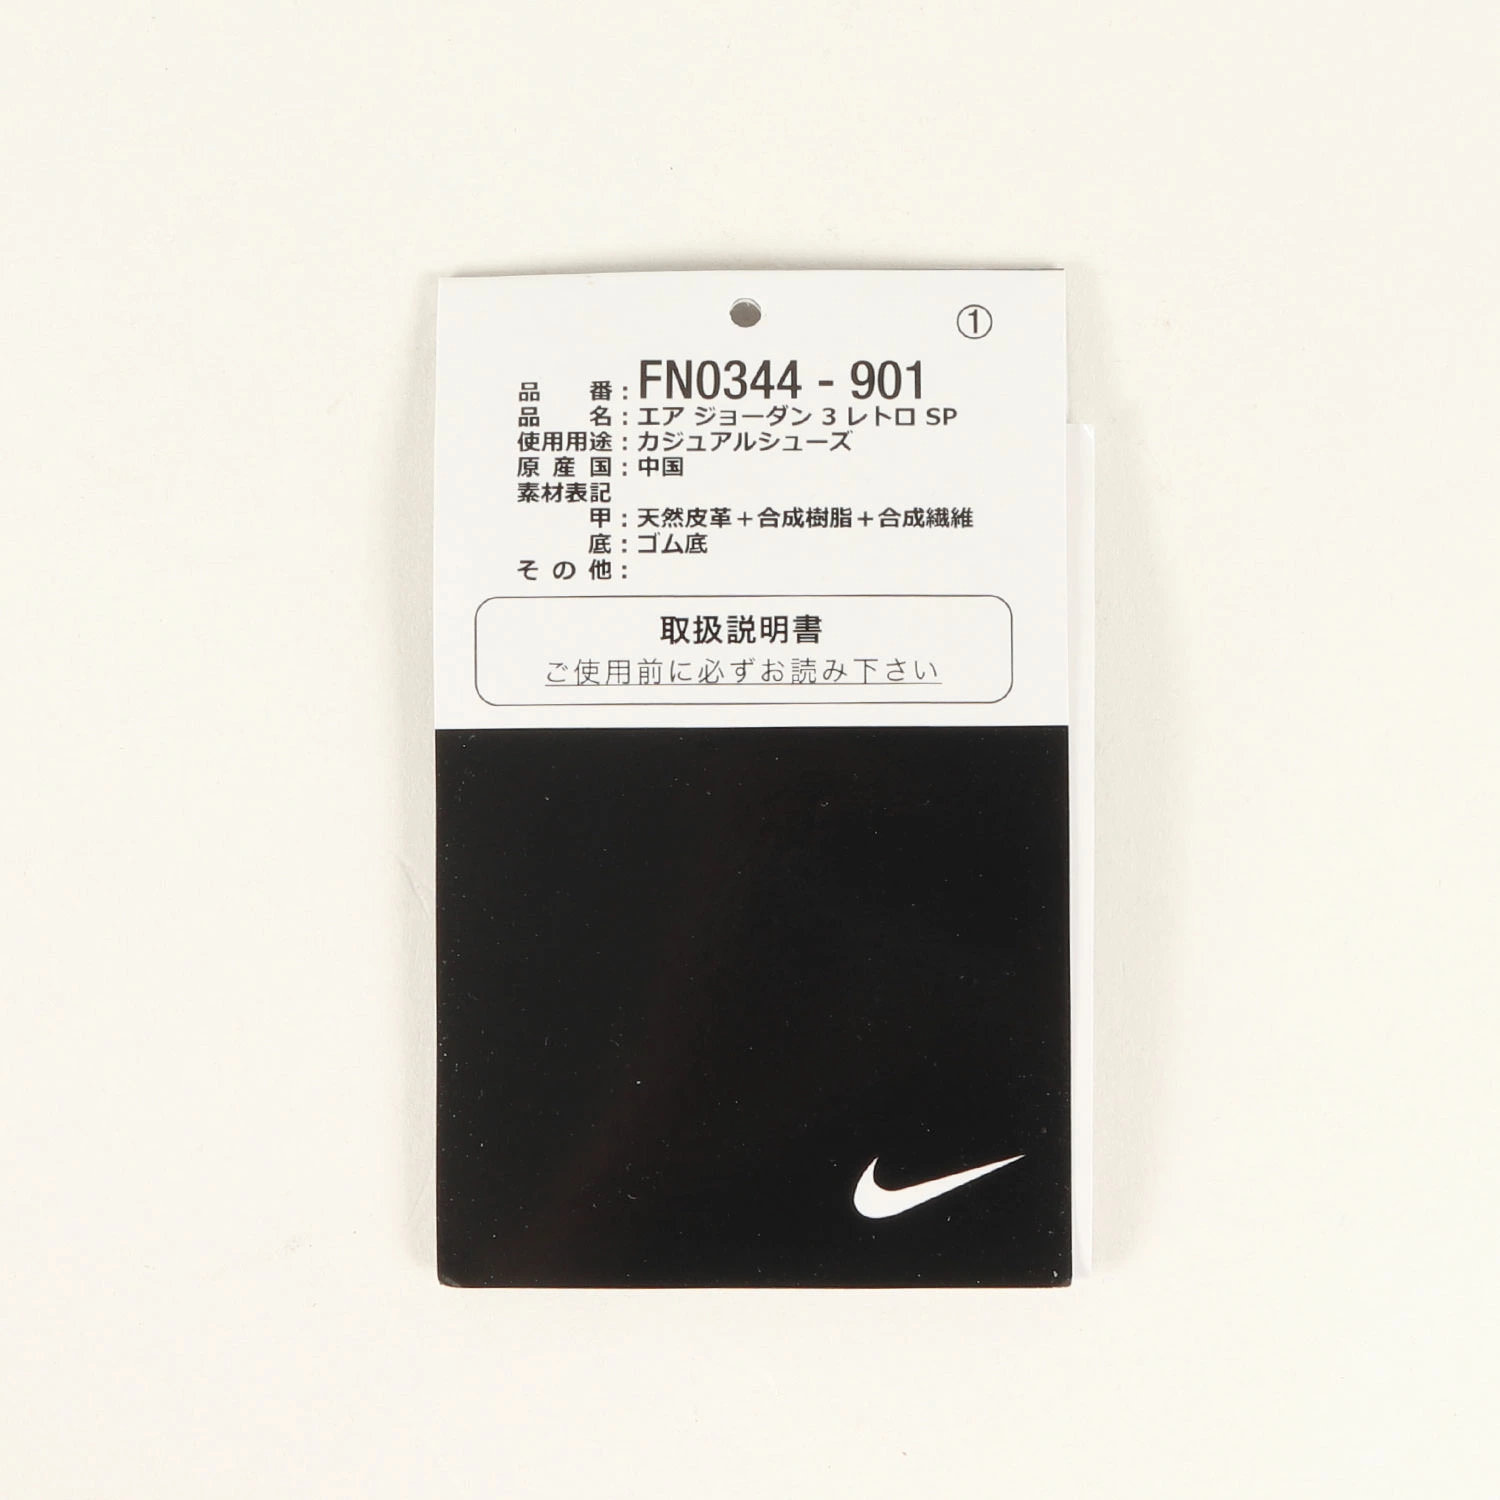 ①
品番：FN0344 - 901
品名：エア ジョーダン 3 レトロ SP
使用用途：カジュアルシューズ
原産国：中国
素材表記
甲：天然皮革＋合成樹脂＋合成繊維
底：ゴム底
その他：
取扱説明書
ご使用前に必ずお読み下さい